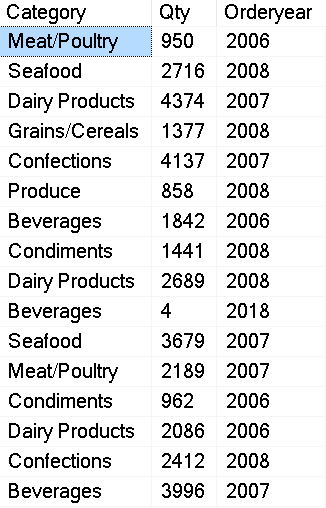 Category Qty Orderyear
Meat/Poultry 950 2006
Seafood 2716 2008
Dairy Products 4374 2007
Grains/Cereals 1377 2008
Confections 4137 2007
Produce 858 2008
Beverages 1842 2006
Condiments 1441 2008
Dairy Products 2689 2008
Beverages 4 2018
Seafood 3679 2007
Meat/Poultry 2189 2007
Condiments 962 2006
Dairy Products 2086 2006
Confections 2412 2008
Beverages 3996 2007